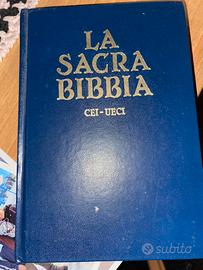 LA
SACRA
BIBBIA
CEI-UECI
subito